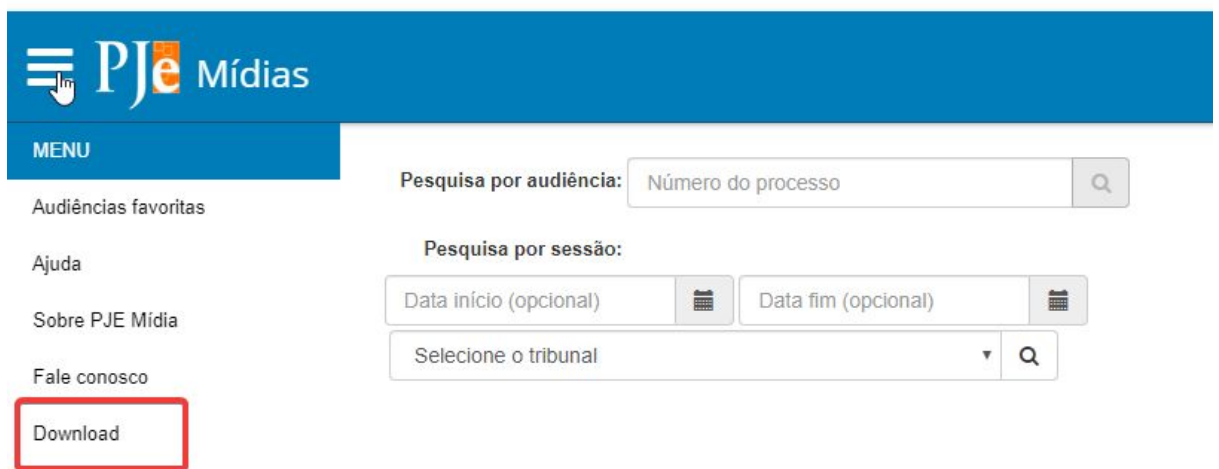 PJe Mídias
MENU
Audiências favoritas
Ajuda
Sobre PJE Mídia
Fale conosco
Download
Pesquisa por audiência: Número do processo
Pesquisa por sessão:
Data início (opcional) Data fim (opcional)
Selecione o tribunal